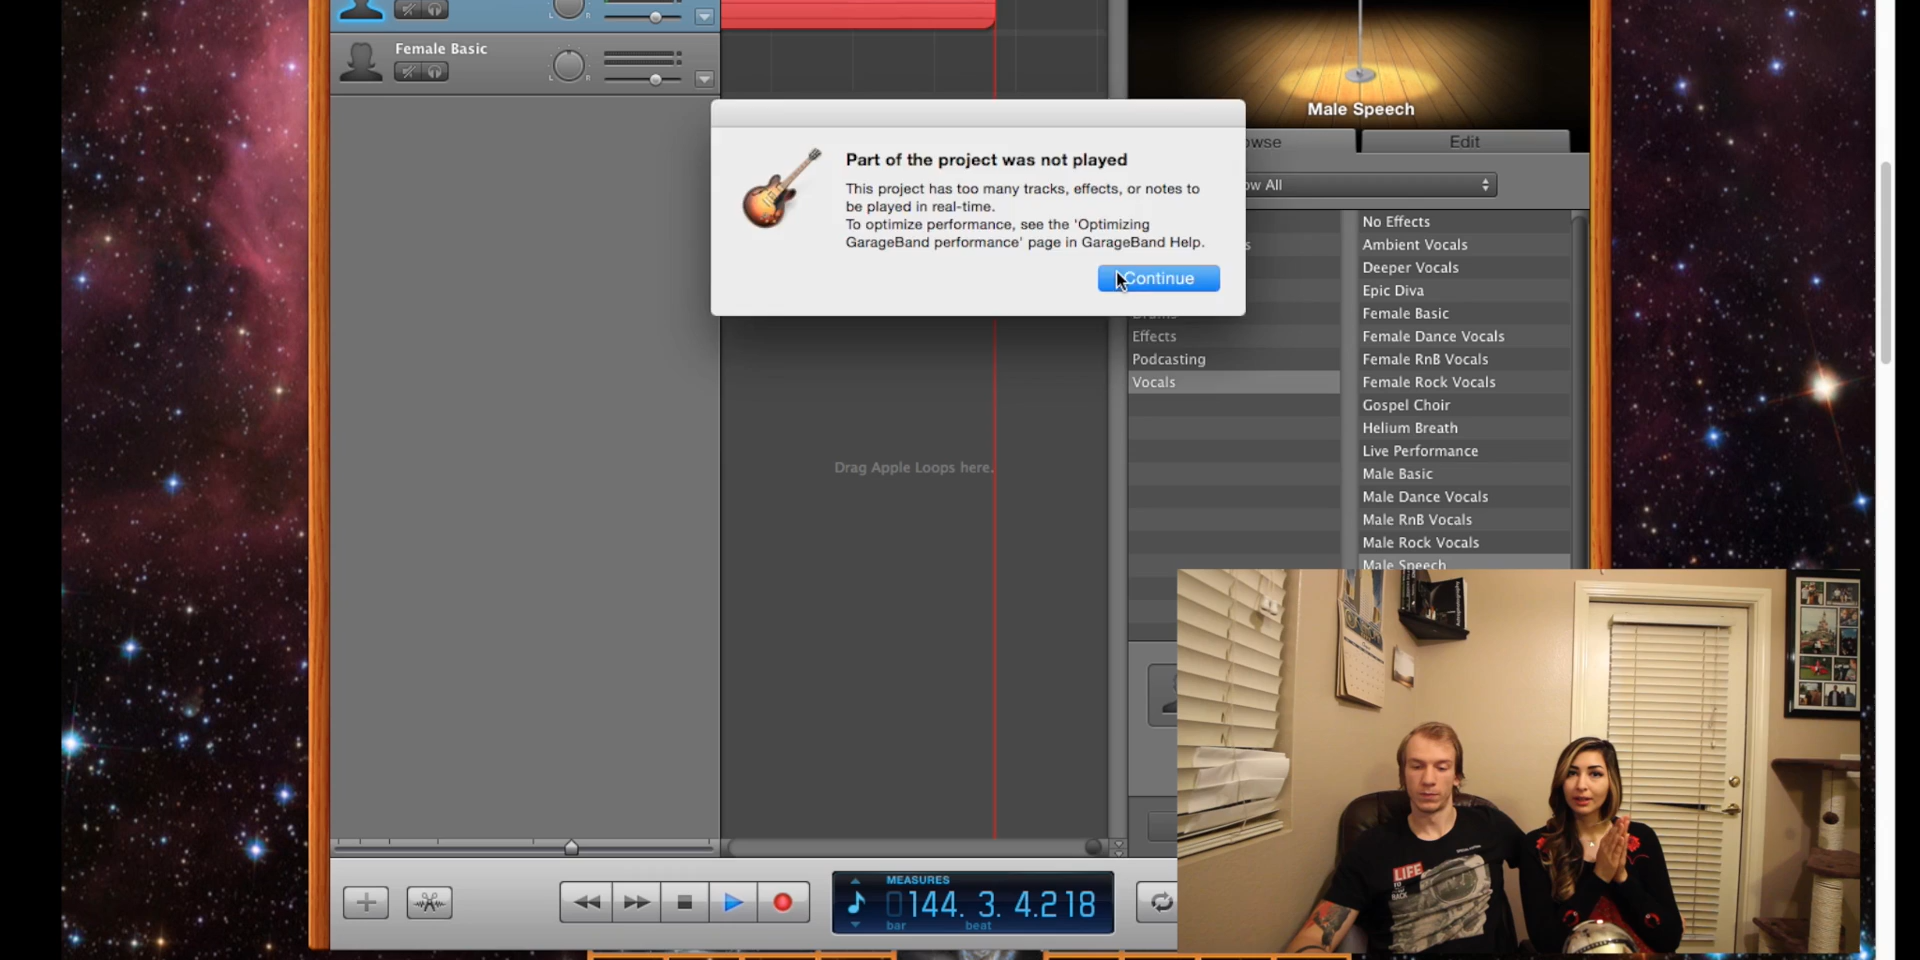 Female Basic
L
R
Male Speech
Edit
Part of the project was not played
This project has too many tracks, effects, or notes to
be played in real-time.
To optimize performance, see the 'Optimizing
GarageBand performance' page in GarageBand Help.
Continue
No Effects
Ambient Vocals
Deeper Vocals
Epic Diva
Female Basic
Effects
Female Dance Vocals
Podcasting
Female RnB Vocals
Vocals
Female Rock Vocals
Gospel Choir
Helium Breath
Live Performance
Drag Apple Loops here.
Male Basic
Male Dance Vocals
Male RnB Vocals
Male Rock Vocals
Male Speech
MEASURES
144. 3. 4.218
bar
beat
LIFE